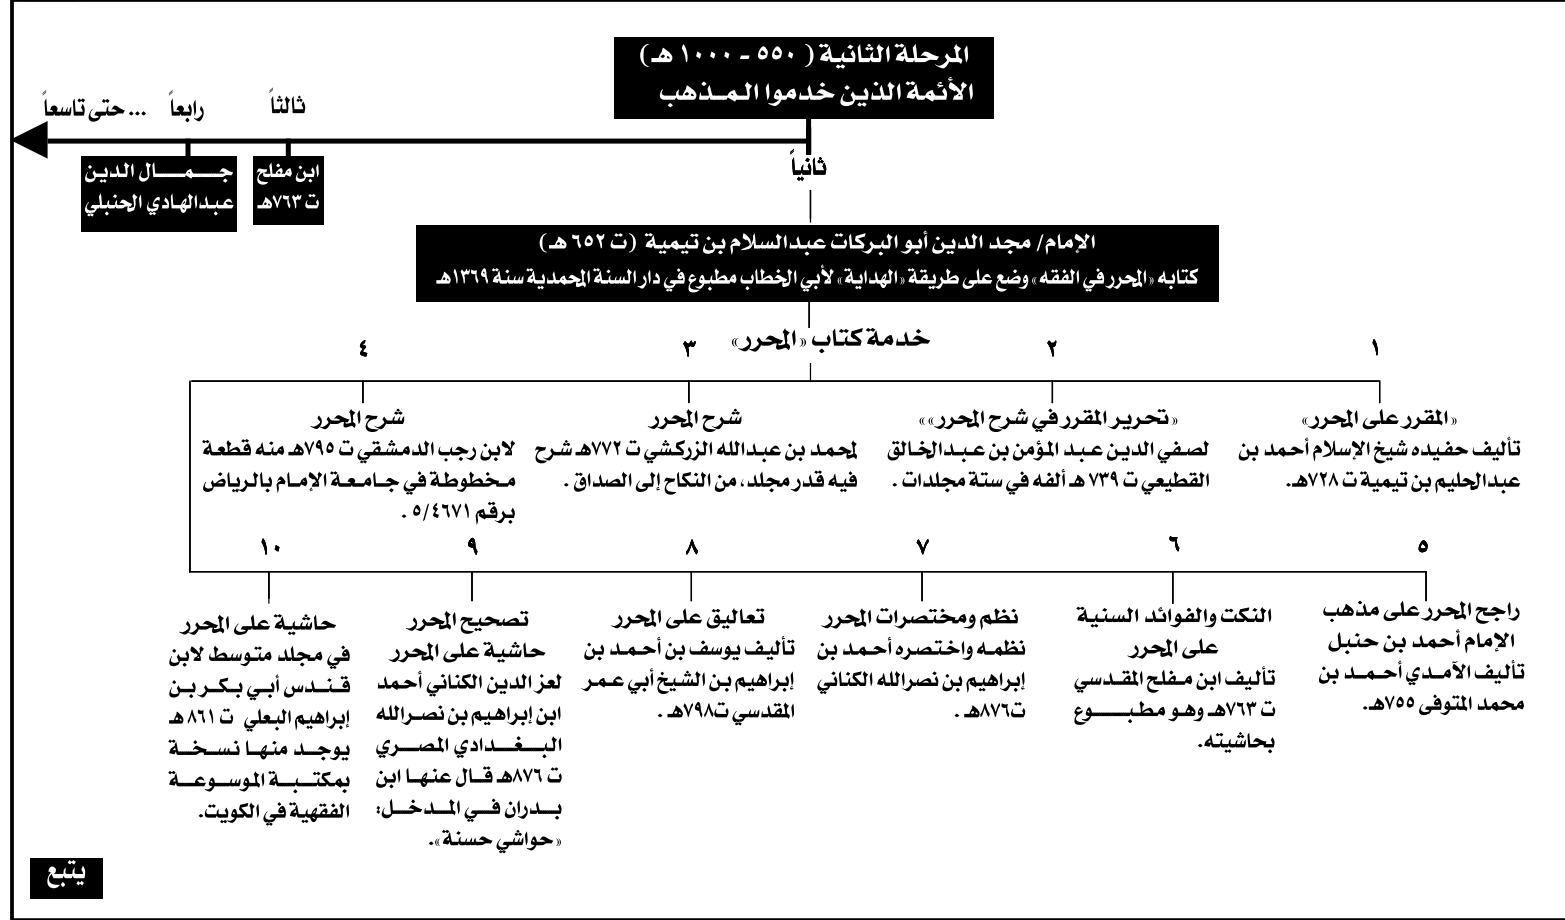 المرحلة الثانية ( ٥٥٠ - ١٠٠٠ هـ )
الأئمة الذين خدموا المـذهب
ثانياً
ثالثاً
رابعاً
... حتى تاسعاً
ابن مفلح
ت ٧٦٣هـ
جـمـال الدين
عبدالهادي الحنبلي
الإمام/ مجد الدين أبو البركات عبدالسلام بن تيمية (ت ٦٥٢ هـ)
كتابه «المحرر في الفقه» وضع على طريقة «الهداية» لأبي الخطاب مطبوع في دار السنة المحمدية سنة ١٣٦٩هـ
خدمة كتاب «المحرر»
١
«المقرر على المحرر»
تأليف حفيده شيخ الإسلام أحمد بن
عبدالحليم بن تيمية ت ٧٢٨هـ.
٢
«تحرير المقرر في شرح المحرر»»
لصفي الدين عبد المؤمن بن عبدالخالق
القطيعي ت ٧٣٩ هـ ألفه في ستة مجلدات .
٣
شرح المحرر
لمحمد بن عبدالله الزركشي ت ٧٧٢هـ شرح
فيه قدر مجلد، من النكاح إلى الصداق .
٤
شرح المحرر
لابن رجب الدمشقي ت ٧٩٥هـ منه قطعة
مخطوطة في جامعة الإمام بالرياض
برقم ٥/٤٦٧١ .
٥
راجح المحرر على مذهب
الإمام أحمد بن حنبل
تأليف الآمدي أحمد بن
محمد المتوفى ٧٥٥هـ.
٦
النكت والفوائد السنية
على المحرر
تأليف ابن مفلح المقدسي
ت ٧٦٣هـ وهو مطبـوع
بحاشيته.
٧
نظم ومختصرات المحرر
نظمه واختصره أحمد بن
إبراهيم بن نصرالله الكناني
ت٨٧٦هـ .
٨
تعاليق على المحرر
تأليف يوسف بن أحمد بن
إبراهيم بن الشيخ أبي عمر
المقدسي ت٧٩٨هـ .
٩
تصحيح المحرر
حاشية على المحرر
لعز الدين الكناني أحمد
ابن إبراهيم بن نصرالله
البـغـدادي المصري
ت ٨٧٦هـ قال عنها ابن
بـدران فـي المـدخـل:
«حواشي حسنة».
١٠
حاشية على المحرر
في مجلد متوسط لابن
قندس أبي بكر بن
إبراهيم البعلي ت ٨٦١ هـ
يوجد منها نسخة
بمكتبة الموسوعة
الفقهية في الكويت.
يتبع